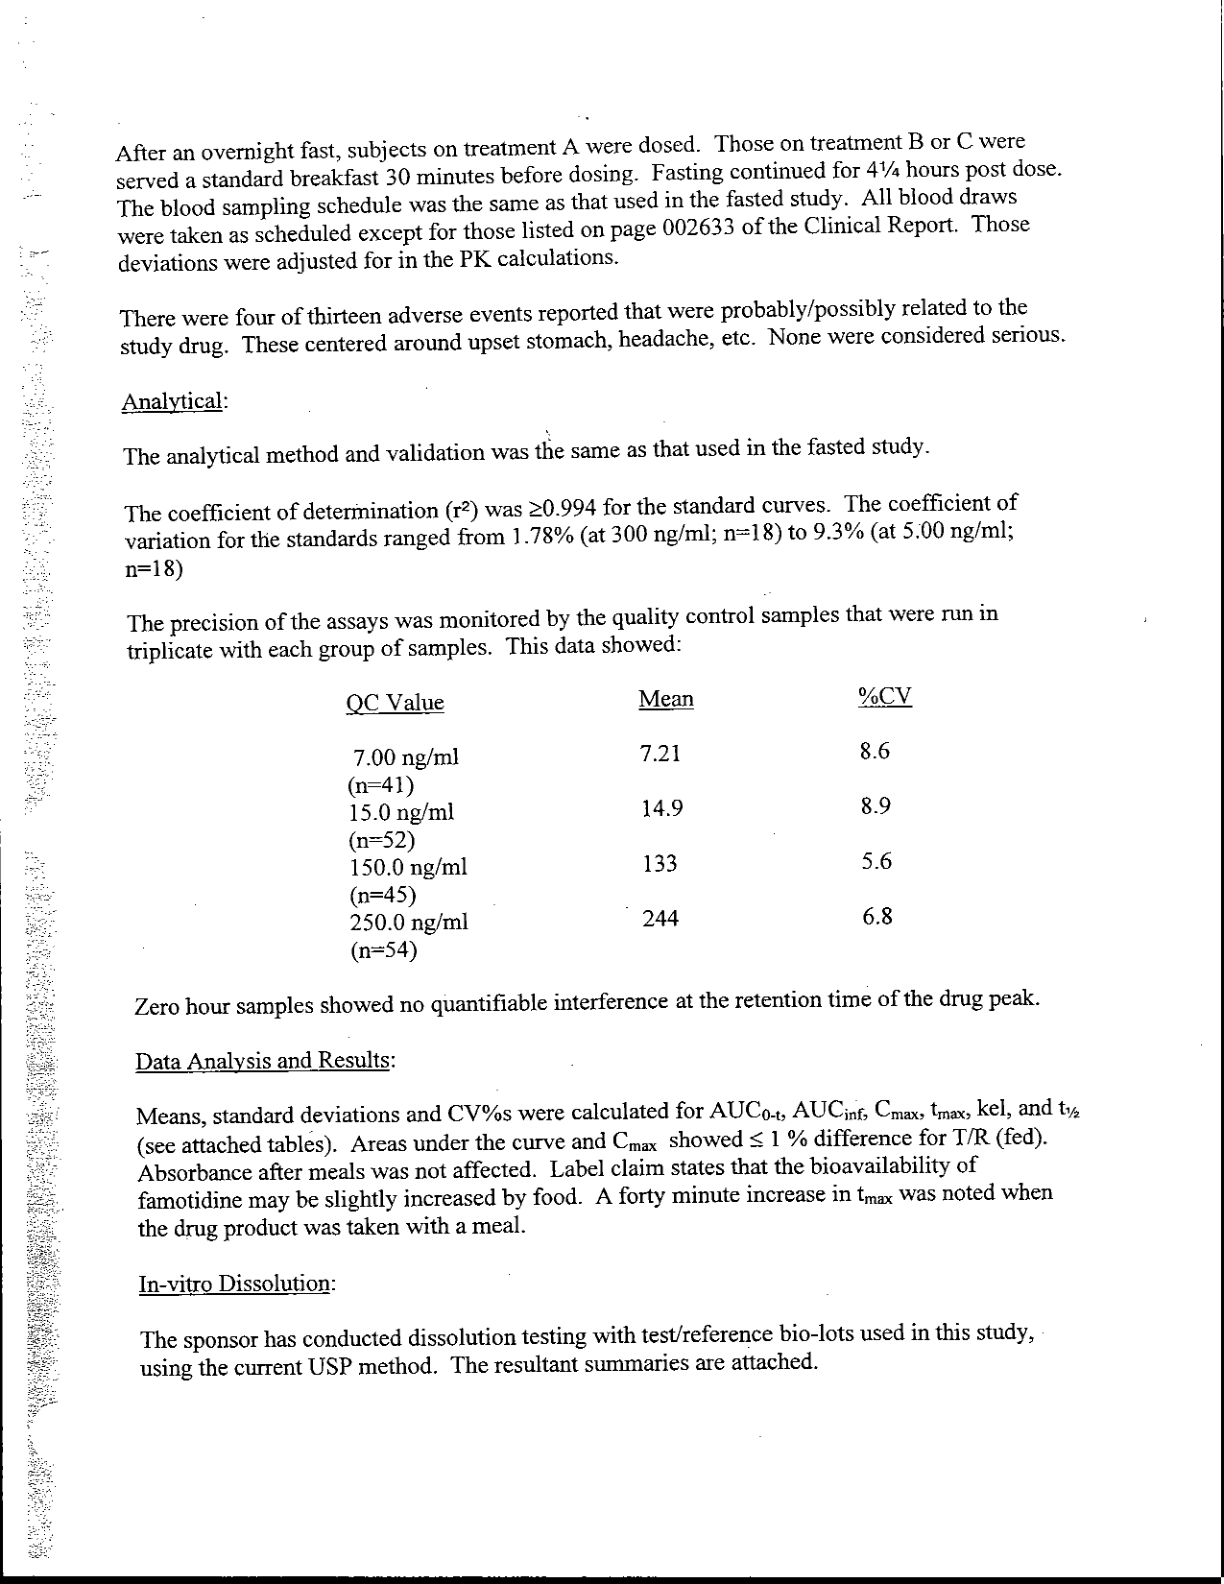 After an overnight fast, subjects on treatment A were dosed. Those on treatment B or C were
served a standard breakfast 30 minutes before dosing. Fasting continued for 4¼ hours post dose.
The blood sampling schedule was the same as that used in the fasted study. All blood draws
were taken as scheduled except for those listed on page 002633 of the Clinical Report. Those
deviations were adjusted for in the PK calculations.
There were four of thirteen adverse events reported that were probably/possibly related to the
study drug. These centered around upset stomach, headache, etc. None were considered serious.
Analytical:
The analytical method and validation was the same as that used in the fasted study.
The coefficient of determination (r²) was ≥0.994 for the standard curves. The coefficient of
variation for the standards ranged from 1.78% (at 300 ng/ml; n=18) to 9.3% (at 5.00 ng/ml;
n=18)
The precision of the assays was monitored by the quality control samples that were run in
triplicate with each group of samples. This data showed:
QC Value Mean %CV
7.00 ng/ml 7.21 8.6
(n=41)
15.0 ng/ml 14.9 8.9
(n=52)
150.0 ng/ml 133 5.6
(n=45)
250.0 ng/ml 244 6.8
(n=54)
Zero hour samples showed no quantifiable interference at the retention time of the drug peak.
Data Analysis and Results:
Means, standard deviations and CV%s were calculated for AUC0-t, AUCinf, Cmax, tmax, kel, and t½
(see attached tables). Areas under the curve and Cmax showed ≤ 1 % difference for T/R (fed).
Absorbance after meals was not affected. Label claim states that the bioavailability of
famotidine may be slightly increased by food. A forty minute increase in tmax was noted when
the drug product was taken with a meal.
In-vitro Dissolution:
The sponsor has conducted dissolution testing with test/reference bio-lots used in this study,
using the current USP method. The resultant summaries are attached.